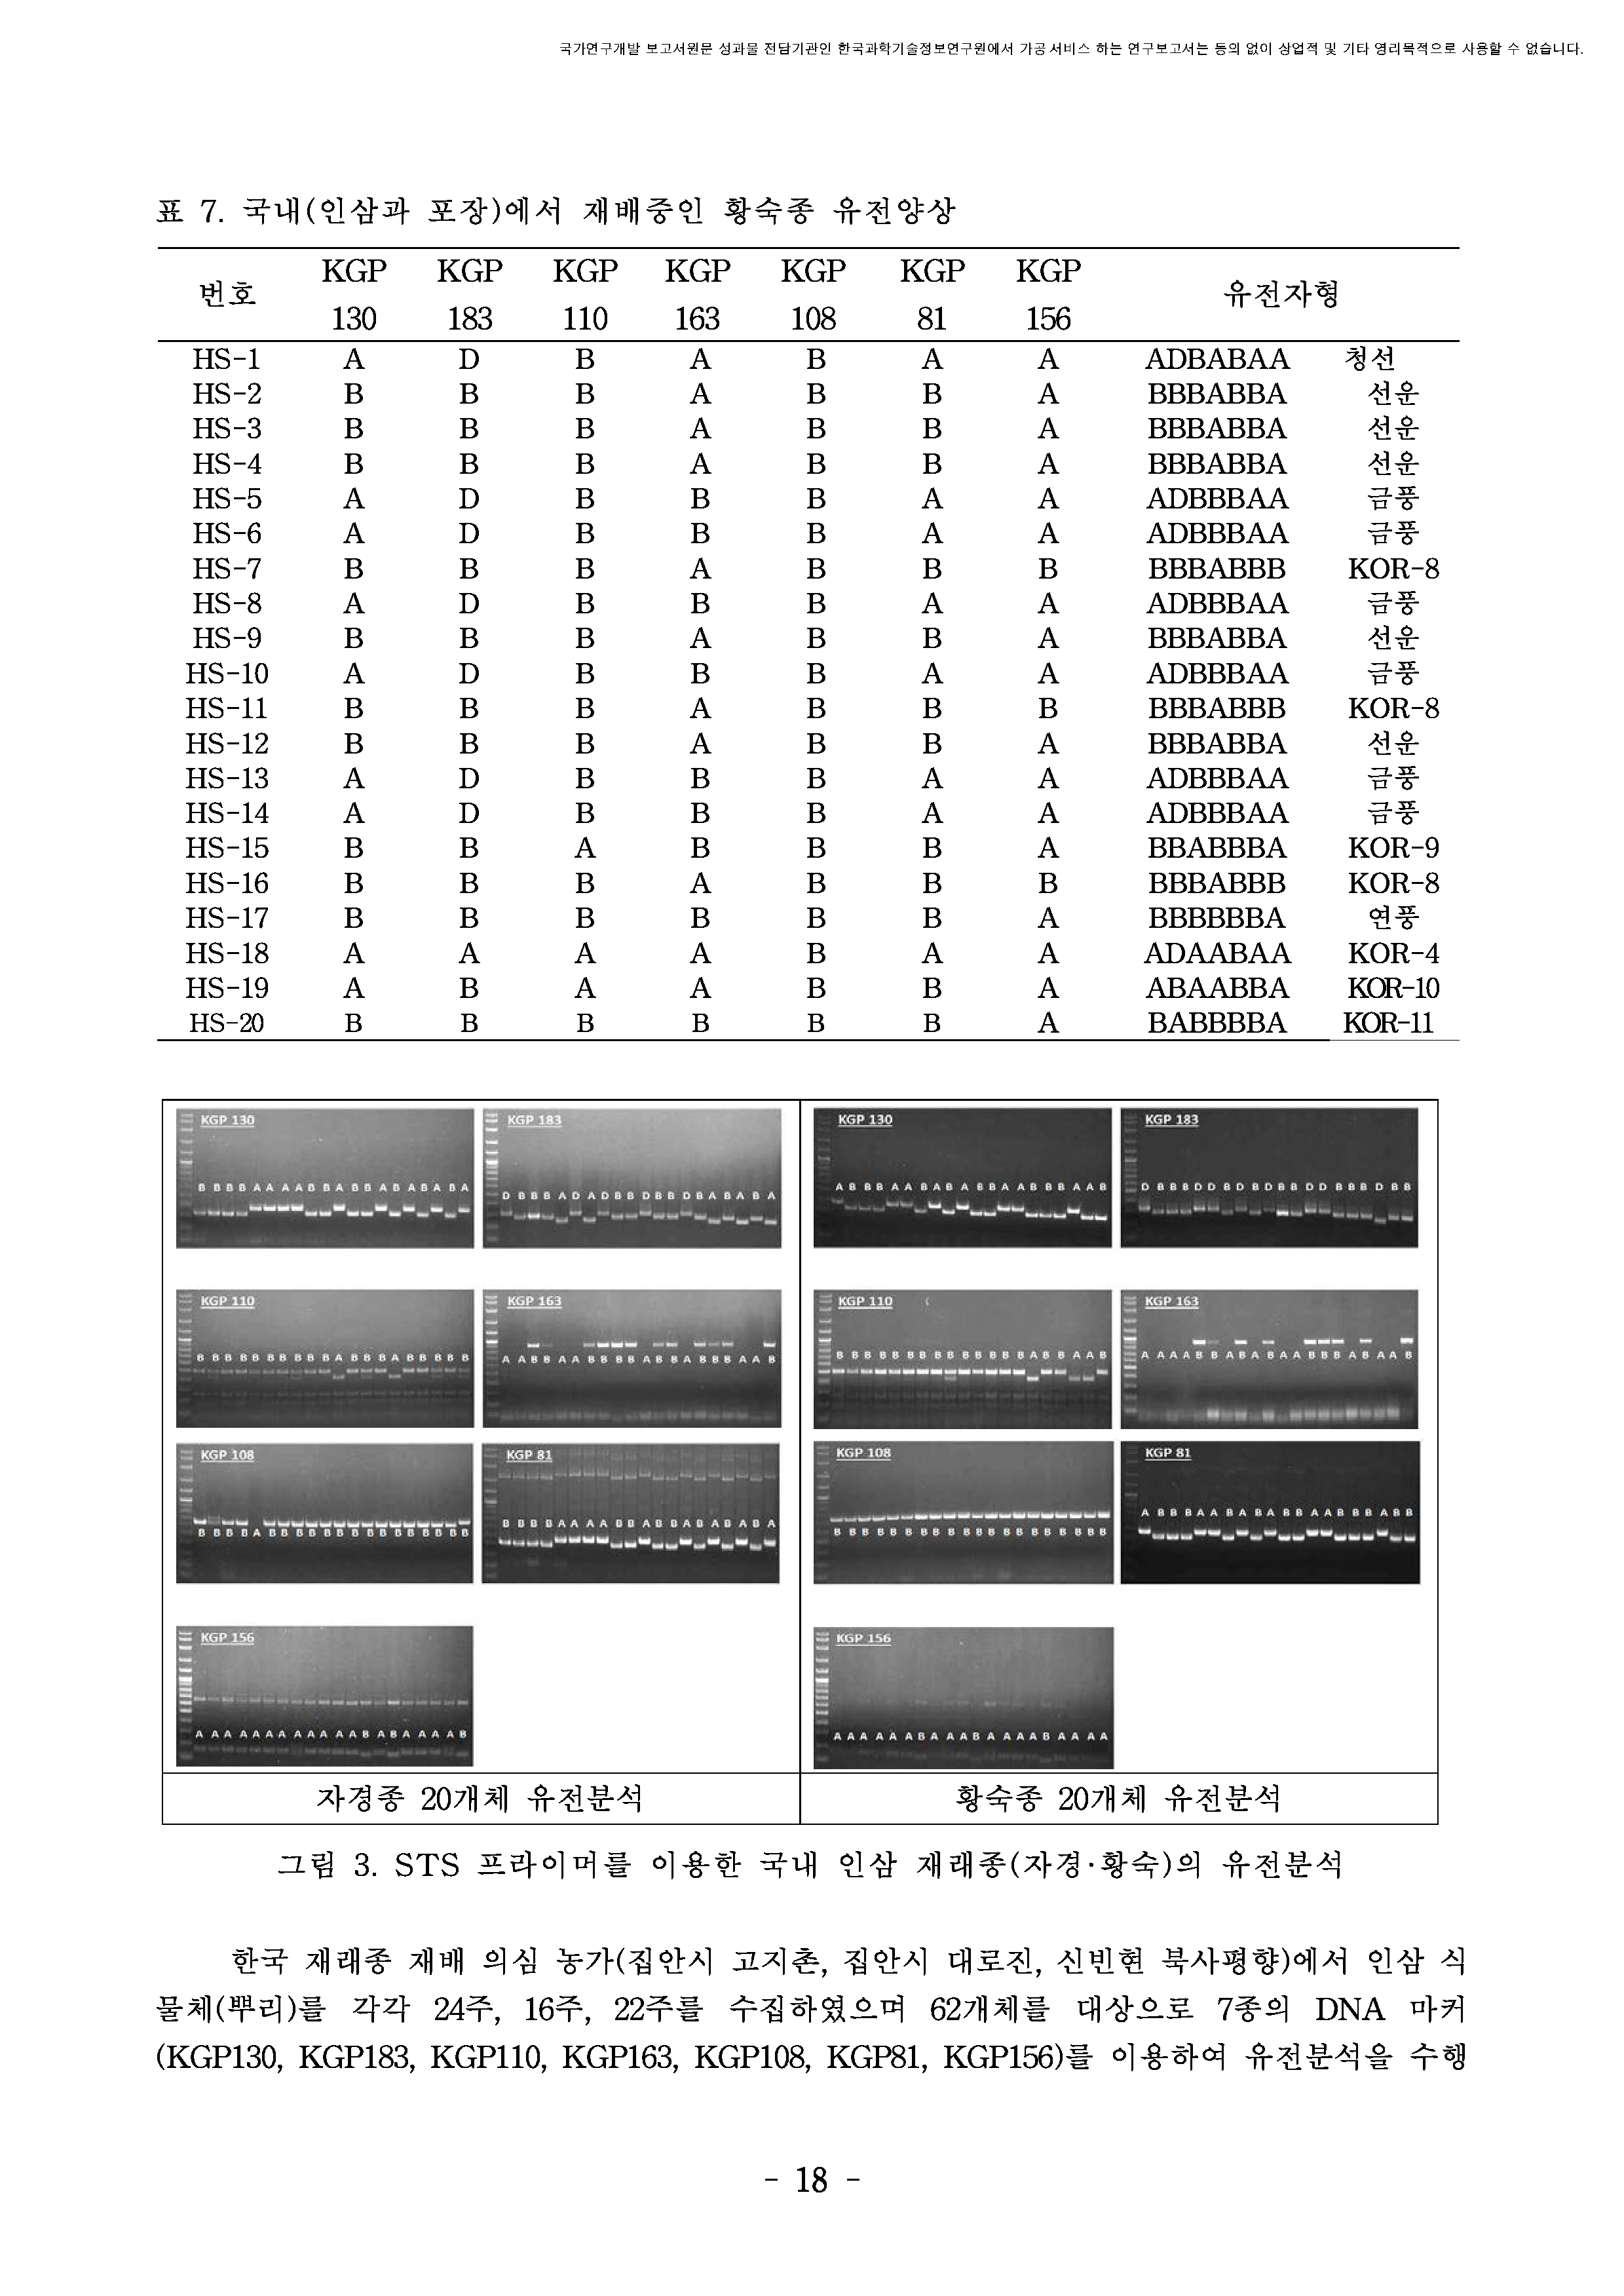 국가연구개발 보고서원문 성과물 전담기관인 한국과학기술정보연구원에서 가공·서비스 하는 연구보고서는 동의 없이 상업적 및 기타 영리목적으로 사용할 수 없습니다.
표 7. 국내(인삼과 포장)에서 재배중인 황숙종 유전양상
번호 KGP 130 KGP 183 KGP 110 KGP 163 KGP 108 KGP 81 KGP 156 유전자형
HS-1 A D B A B A A ADBABAA 청선
HS-2 B B B A B B A BBBABBA 선운
HS-3 B B B A B B A BBBABBA 선운
HS-4 B B B A B B A BBBABBA 선운
HS-5 A D B B B A A ADBBBAA 금풍
HS-6 A D B B B A A ADBBBAA 금풍
HS-7 B B B A B B B BBBABBB KOR-8
HS-8 A D B B B A A ADBBBAA 금풍
HS-9 B B B A B B A BBBABBA 선운
HS-10 A D B B B A A ADBBBAA 금풍
HS-11 B B B A B B B BBBABBB KOR-8
HS-12 B B B A B B A BBBABBA 선운
HS-13 A D B B B A A ADBBBAA 금풍
HS-14 A D B B B A A ADBBBAA 금풍
HS-15 B B A B B B A BBABBBA KOR-9
HS-16 B B B A B B B BBBABBB KOR-8
HS-17 B B B B B B A BBBBBBA 연풍
HS-18 A A A A B A A ADAABAA KOR-4
HS-19 A B A A B B A ABAABBA KOR-10
HS-20 B B B B B B A BABBBBA KOR-11
KGP 130 KGP 183 KGP 130 KGP 183
KGP 110 KGP 163 KGP 110 KGP 163
KGP 108 KGP 81 KGP 108 KGP 81
KGP 156 KGP 156
자경종 20개체 유전분석 황숙종 20개체 유전분석
그림 3. STS 프라이머를 이용한 국내 인삼 재래종(자경·황숙)의 유전분석
한국 재래종 재배 의심 농가(집안시 고지촌, 집안시 대로진, 신빈현 북사평향)에서 인삼 식
물체(뿌리)를 각각 24주, 16주, 22주를 수집하였으며 62개체를 대상으로 7종의 DNA 마커
(KGP130, KGP183, KGP110, KGP163, KGP108, KGP81, KGP156)를 이용하여 유전분석을 수행
- 18 -